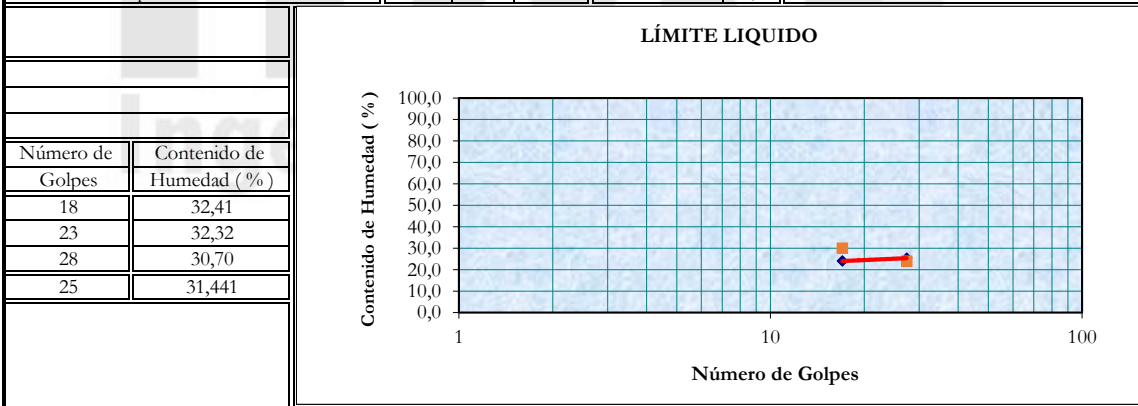 LÍMITE LIQUIDO
Número de Golpes
Contenido de Humedad ( % )
18 32,41
23 32,32
28 30,70
25 31,441
Contenido de Humedad ( % )
100,0
90,0
80,0
70,0
60,0
50,0
40,0
30,0
20,0
10,0
0,0
1 10 100
Número de Golpes